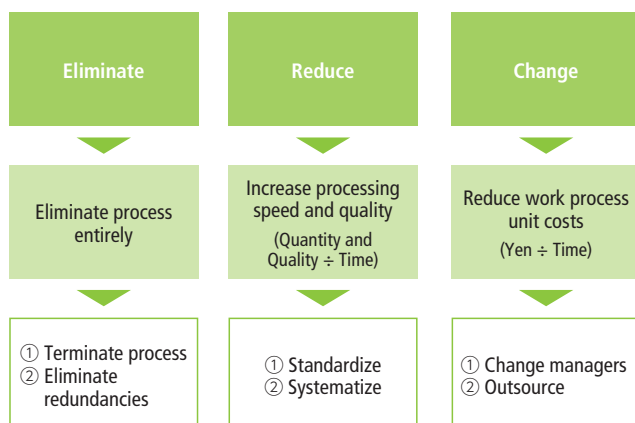 Eliminate
Reduce
Change
Eliminate process
entirely
Increase processing
speed and quality
(Quantity and
Quality ÷ Time)
Reduce work process
unit costs
(Yen ÷ Time)
① Terminate process
② Eliminate
redundancies
① Standardize
② Systematize
① Change managers
② Outsource